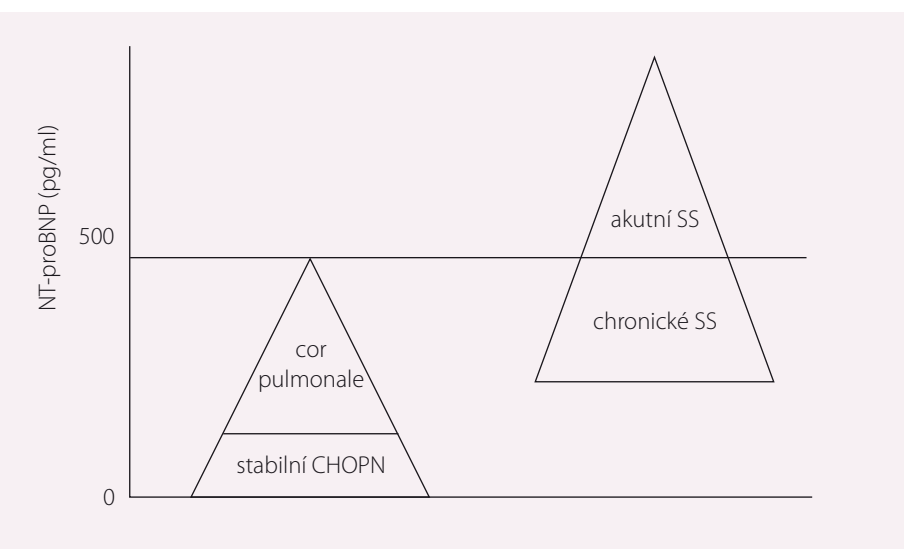 NT-proBNP (pg/ml)
500
0
cor
pulmonale
stabilní CHOPN
akutní SS
chronické SS